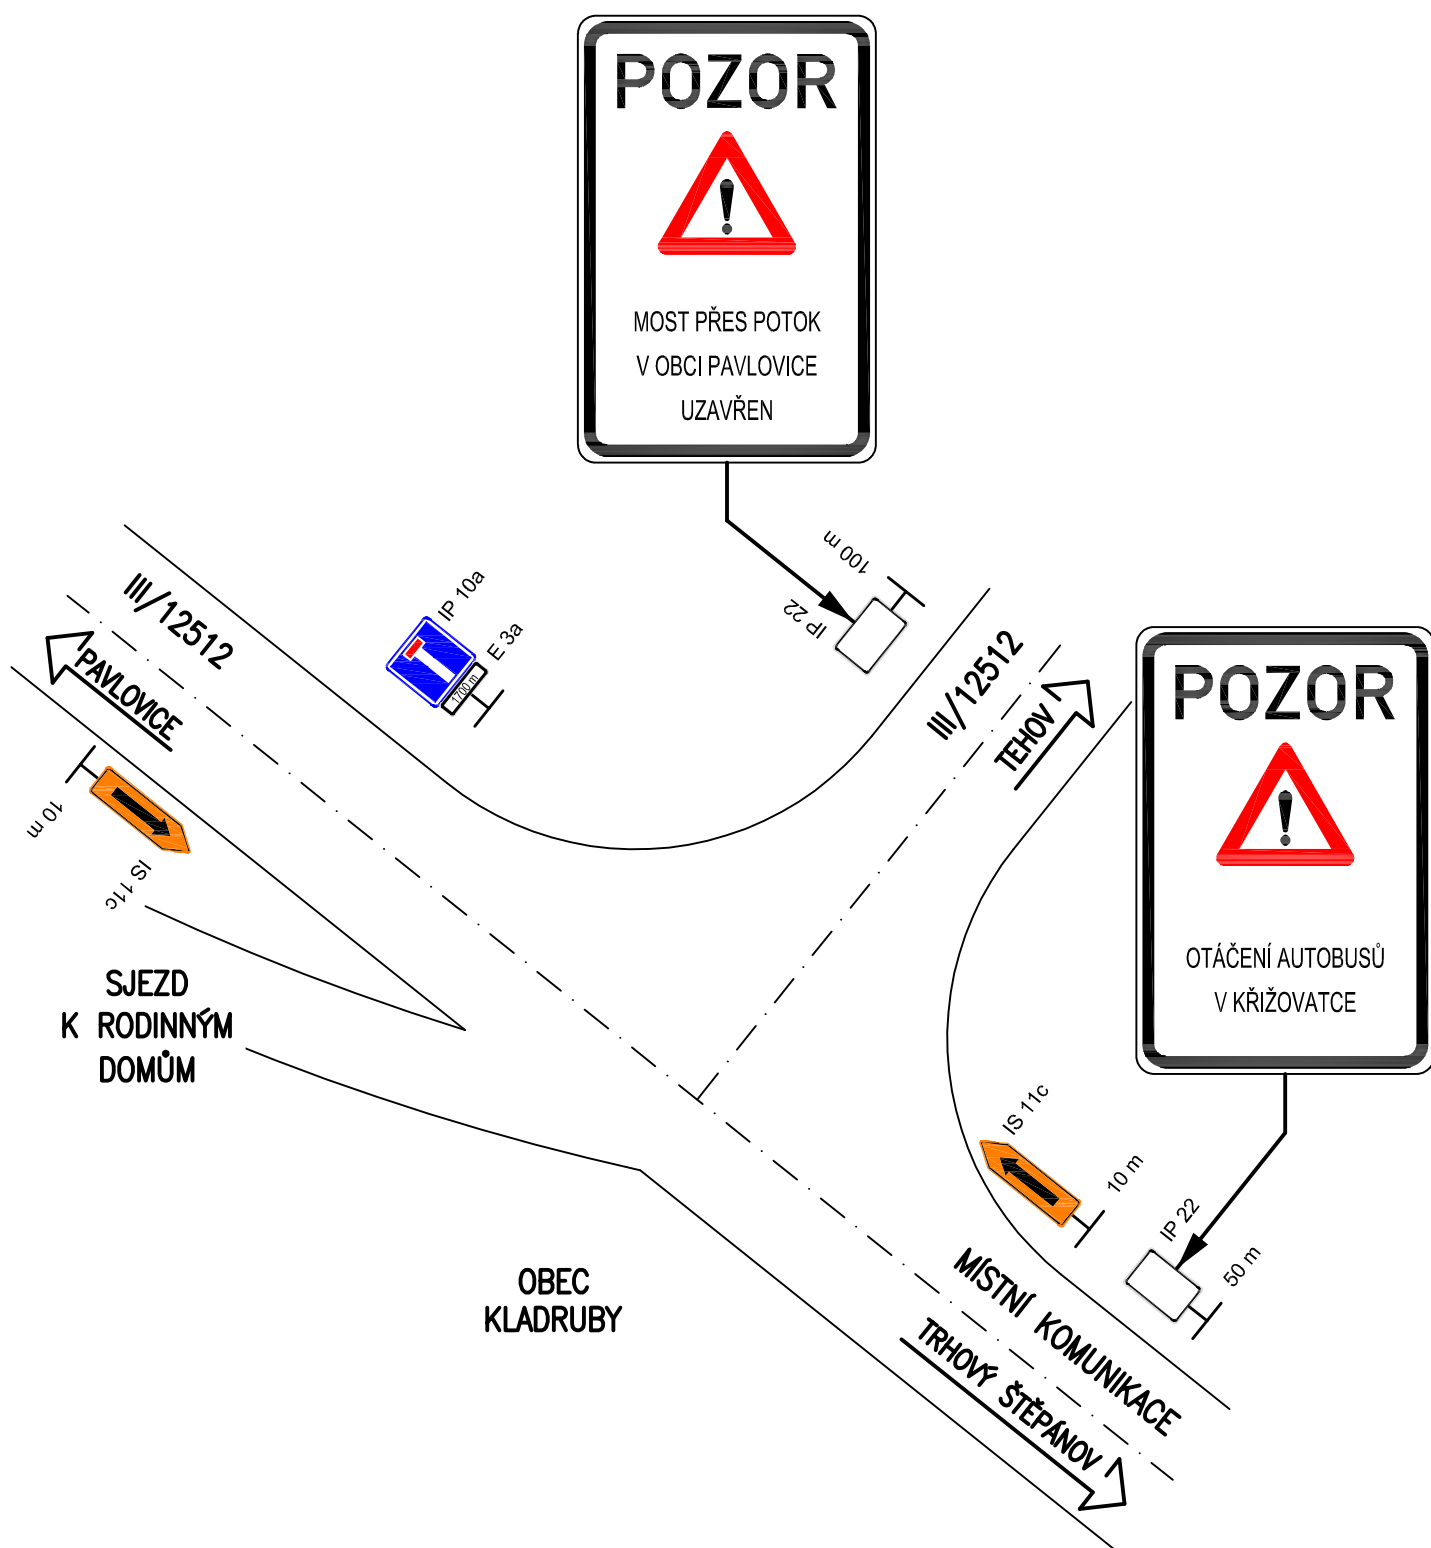 POZOR
MOST PŘES POTOK
V OBCI PAVLOVICE
UZAVŘEN
100 m
IP 22
III/12512
PAVLOVICE
IP 10a
E 3a
1700 m
III/12512
TEHOV
POZOR
OTÁČENÍ AUTOBUSŮ
V KŘIŽOVATCE
10 m
IS 11c
SJEZD
K RODINNÝM
DOMŮM
IS 11c
10 m
IP 22
50 m
OBEC
KLADRUBY
MÍSTNÍ KOMUNIKACE
TRHOVÝ ŠTĚPÁNOV